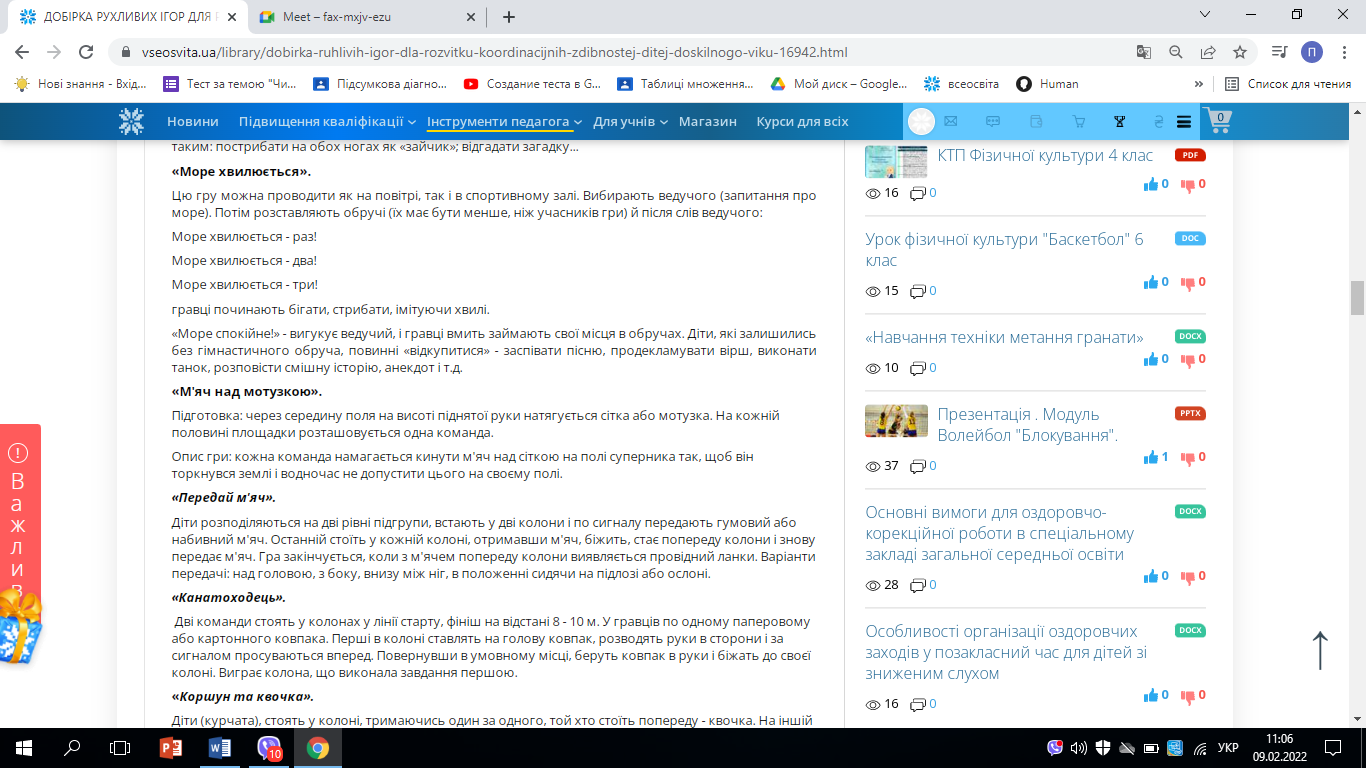 ДОБІРКА РУХЛИВИХ ІГОР ДЛЯ
Meet – fax-mxjv-ezu
vseosvita.ua/library/dobirka-ruhlivih-igor-dla-rozvitku-koordinacijnih-zdibnostej-ditej-doskilnogo-viku-16942.html
П
Нові знання - Вхід...
Тест за темою "Чи...
Підсумкова діагно...
Создание теста в G...
Таблиці множення...
Мой диск – Google...
всеосвіта
Human
»
Список для чтения
Новини
Підвищення кваліфікації
Інструменти педагога
Для учнів
Магазин
Курси для всіх
0
таким: пострибати на обох ногах як «зайчик»; відгадати загадку...
«Море хвилюється».
Цю гру можна проводити як на повітрі, так і в спортивному залі. Вибирають ведучого (запитання про
море). Потім розставляють обручі (їх має бути менше, ніж учасників гри) й після слів ведучого:
Море хвилюється - раз!
Море хвилюється - два!
Море хвилюється - три!
гравці починають бігати, стрибати, імітуючи хвилі.
«Море спокійне!» - вигукує ведучий, і гравці вмить займають свої місця в обручах. Діти, які залишились
без гімнастичного обруча, повинні «відкупитися» - заспівати пісню, продекламувати вірш, виконати
танок, розповісти смішну історію, анекдот і т.д.
«М'яч над мотузкою».
Підготовка: через середину поля на висоті піднятої руки натягується сітка або мотузка. На кожній
половині площадки розташовується одна команда.
Опис гри: кожна команда намагається кинути м'яч над сіткою на полі суперника так, щоб він
торкнувся землі і водночас не допустити цього на своєму полі.
«Передай м'яч».
Діти розподіляються на дві рівні підгрупи, встають у дві колони і по сигналу передають гумовий або
набивний м'яч. Останній стоїть у кожній колоні, отримавши м'яч, біжить, стає попереду колони і знову
передає м'яч. Гра закінчується, коли з м'ячем попереду колони виявляється провідний ланки. Варіанти
передачі: над головою, з боку, внизу між ніг, в положенні сидячи на підлозі або ослоні.
«Канатоходець».
Дві команди стоять у колонах у лінії старту, фініш на відстані 8 - 10 м. У гравців по одному паперовому
або картонного ковпака. Перші в колоні ставлять на голову ковпак, розводять руки в сторони і за
сигналом просуваються вперед. Повернувши в умовному місці, беруть ковпак в руки і біжать до своєї
колоні. Виграє колона, що виконала завдання першою.
«Коршун та квочка».
Діти (курчата), стоять у колоні, тримаючись один за одного, той хто стоїть попереду - квочка. На іншій
КТП Фізичної культури 4 клас
PDF
16 0 0 0
Урок фізичної культури "Баскетбол" 6
клас
DOC
15 0 0 0
«Навчання техніки метання гранати»
DOCX
10 0 0 0
Презентація . Модуль
Волейбол "Блокування".
PPTX
37 0 1 0
Основні вимоги для оздоровчо-
корекційної роботи в спеціальному
закладі загальної середньої освіти
DOCX
28 0 0 0
Особливості організації оздоровчих
заходів у позакласний час для дітей зі
зниженим слухом
DOCX
16 0 0 0
В
а
ж
л
и
в
10
УКР
11:06
09.02.2022